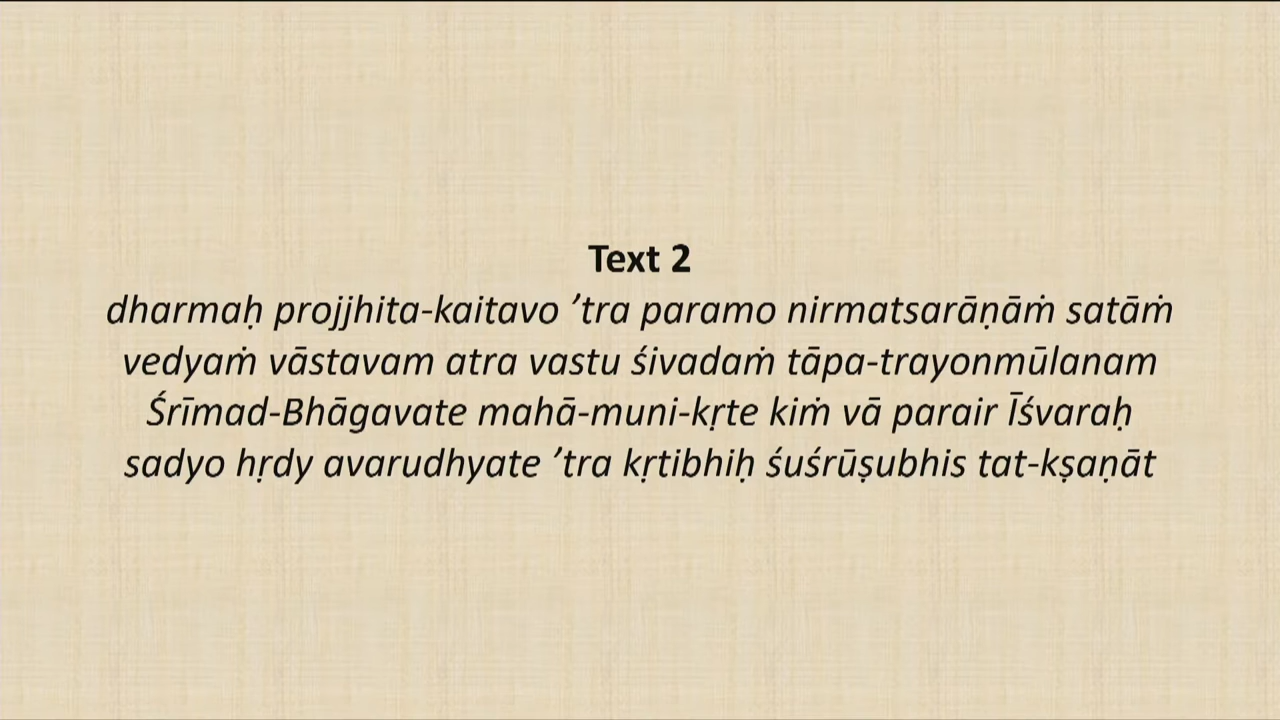 Text 2
dharmaḥ projjhita-kaitavo ’tra paramo nirmatsarāṇāṁ satāṁ
vedyaṁ vāstavam atra vastu śivadaṁ tāpa-trayonmūlanam
Śrīmad-Bhāgavate mahā-muni-kṛte kiṁ vā parair Īśvaraḥ
sadyo hṛdy avarudhyate ’tra kṛtibhiḥ śuśrūṣubhis tat-kṣaṇāt